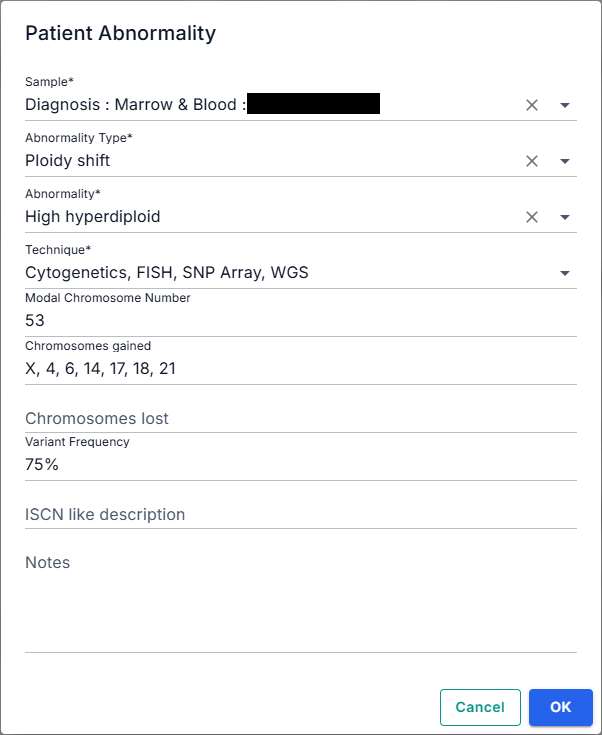 Patient Abnormality
Sample*
Diagnosis : Marrow & Blood :
Abnormality Type*
Ploidy shift
Abnormality*
High hyperdiploid
Technique*
Cytogenetics, FISH, SNP Array, WGS
Modal Chromosome Number
53
Chromosomes gained
X, 4, 6, 14, 17, 18, 21
Chromosomes lost
Variant Frequency
75%
ISCN like description
Notes
Cancel OK